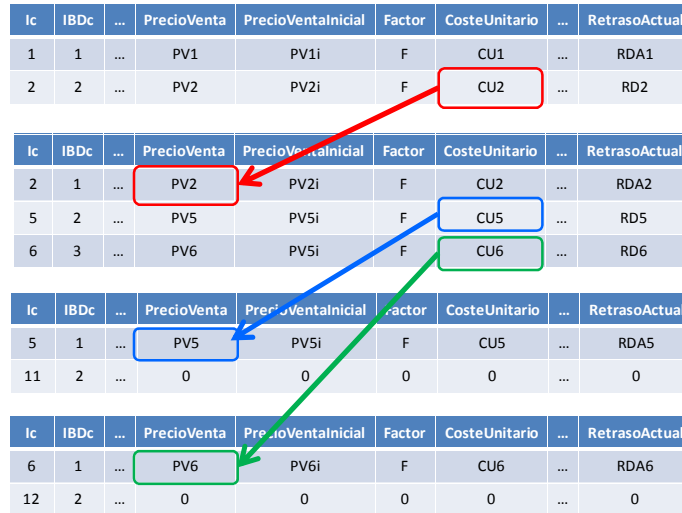 Ic IBDc ... PrecioVenta PrecioVentaInicial Factor CosteUnitario ... RetrasoActual
1 1 ... PV1 PV1i F CU1 ... RDA1
2 2 ... PV2 PV2i F CU2 ... RD2
Ic IBDc ... PrecioVenta PrecioVentaInicial Factor CosteUnitario ... RetrasoActual
2 1 ... PV2 PV2i F CU2 ... RDA2
5 2 ... PV5 PV5i F CU5 ... RD5
6 3 ... PV6 PV5i F CU6 ... RD6
Ic IBDc ... PrecioVenta PrecioVentaInicial Factor CosteUnitario ... RetrasoActual
5 1 ... PV5 PV5i F CU5 ... RDA5
11 2 ... 0 0 0 0 ... 0
Ic IBDc ... PrecioVenta PrecioVentaInicial Factor CosteUnitario ... RetrasoActual
6 1 ... PV6 PV6i F CU6 ... RDA6
12 2 ... 0 0 0 0 ... 0